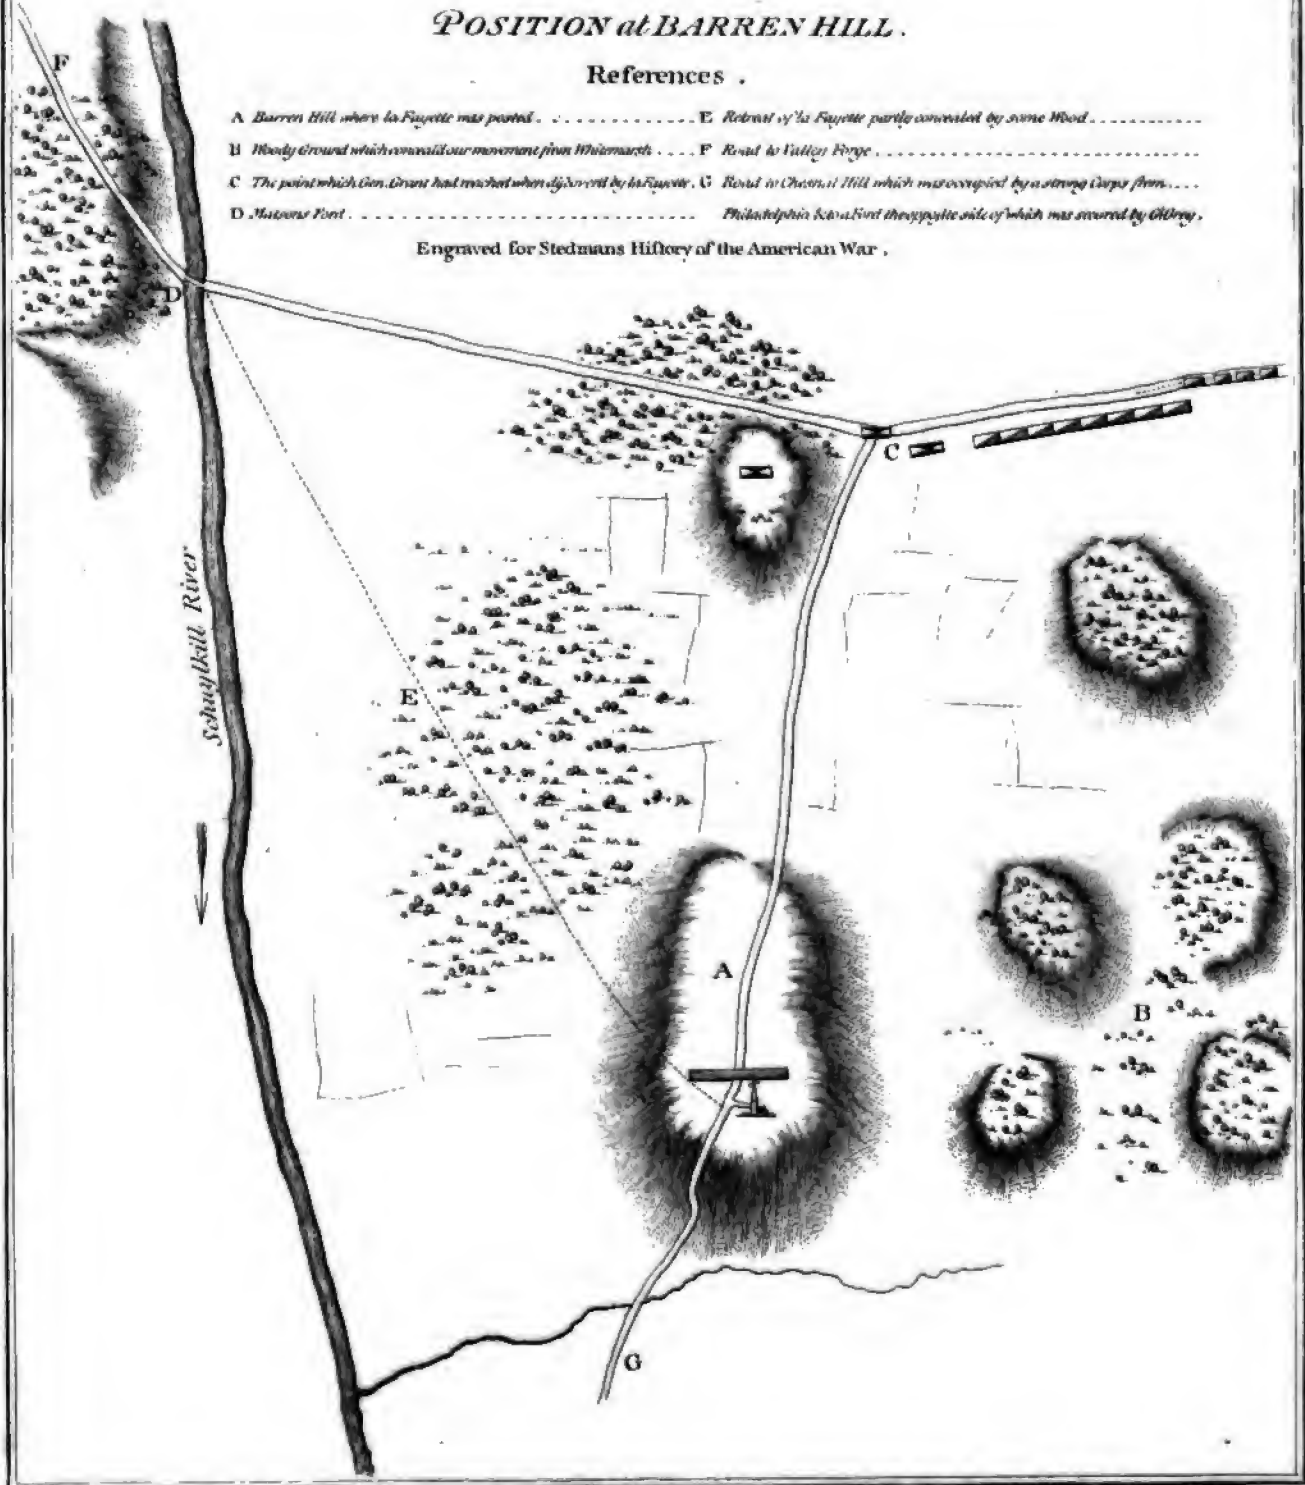 POSITION at BARREN HILL.
References.
A Barren Hill where la Fayette was posted
B Woody Ground which conceal'd our movement from Whitemarsh
C The point which Gen. Grant had reached when discover'd by la Fayette.
D Matsons Ford
E Retreat of la Fayette partly concealed by some Wood
F Road to Valley Forge
G Road to Chesnut Hill which was occupied by a strong Corps from
Philadelphia & to a Ford the opposite side of which was secured by Gl Grey.
Engraved for Stedmans History of the American War.
F
D
C
Schuylkill River
E
A
B
G